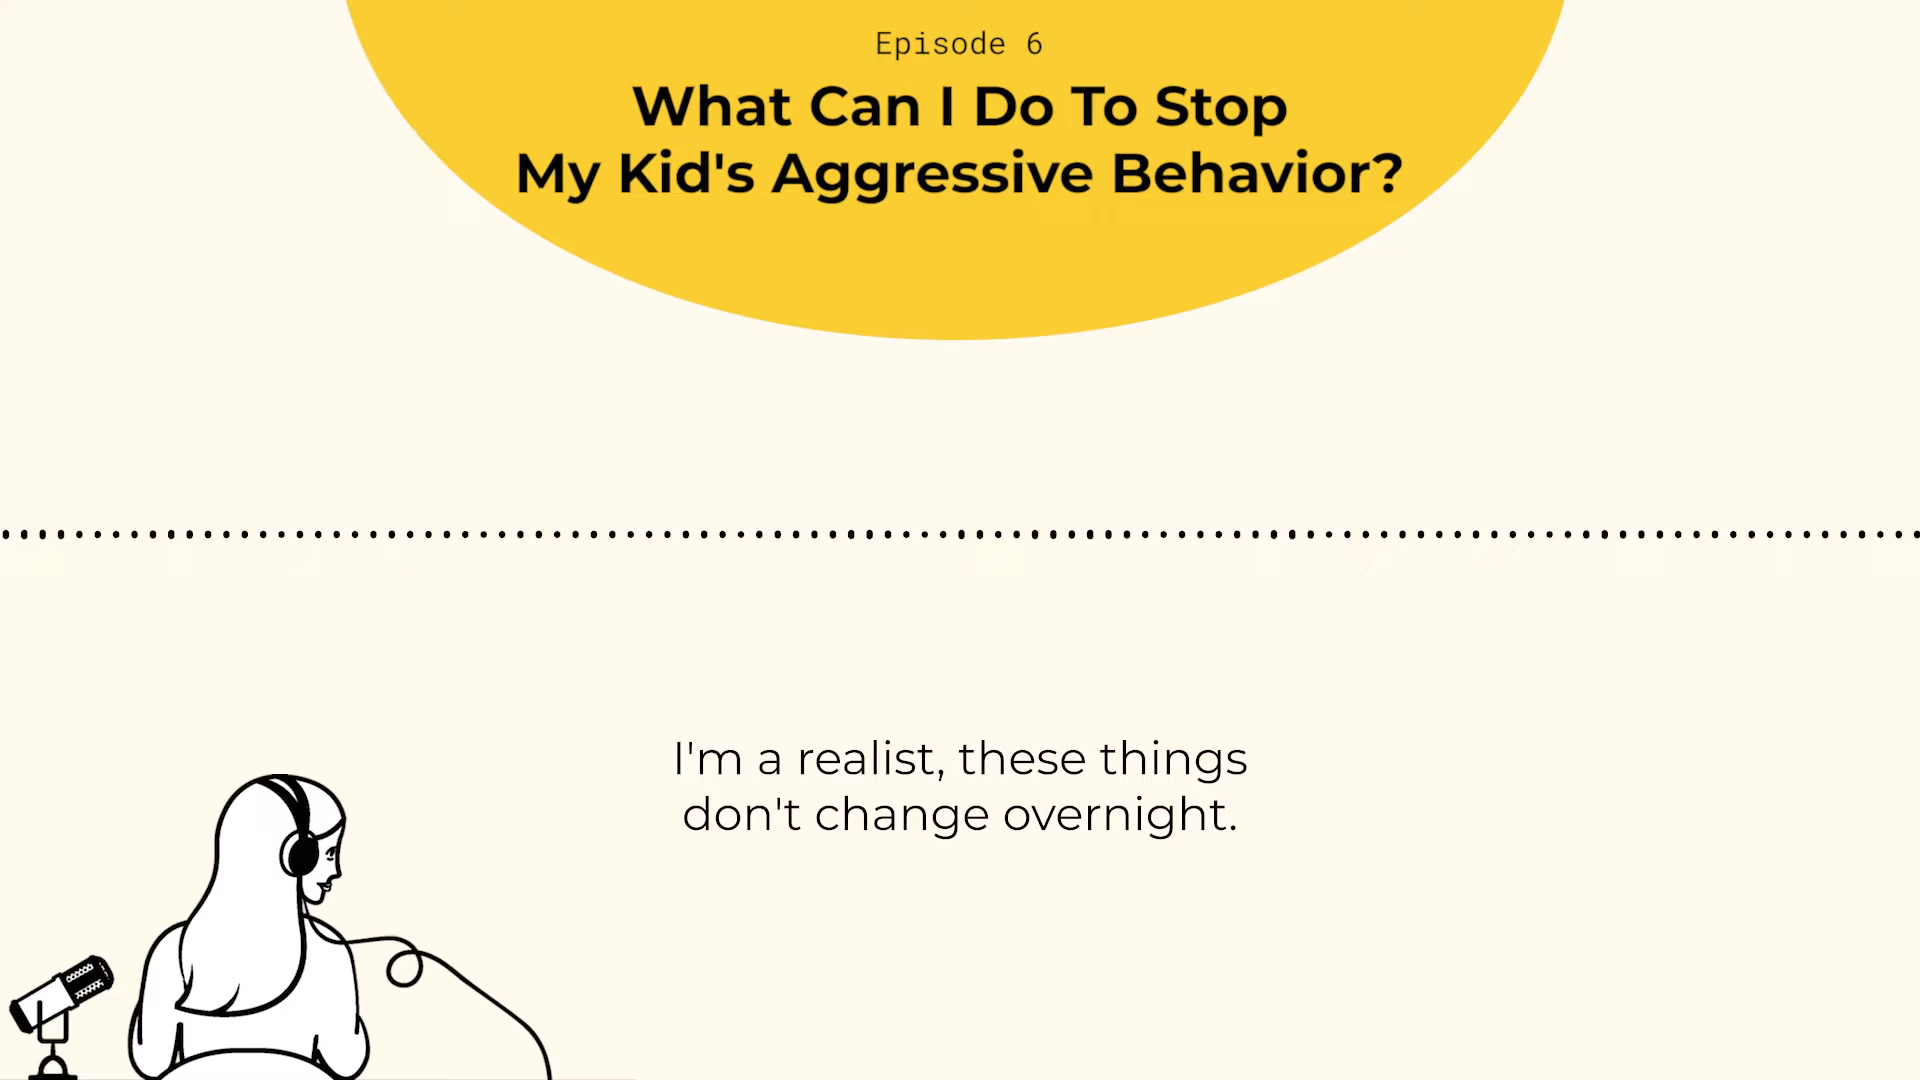 Episode 6
What Can I Do To Stop
My Kid's Aggressive Behavior?
I'm a realist, these things
don't change overnight.